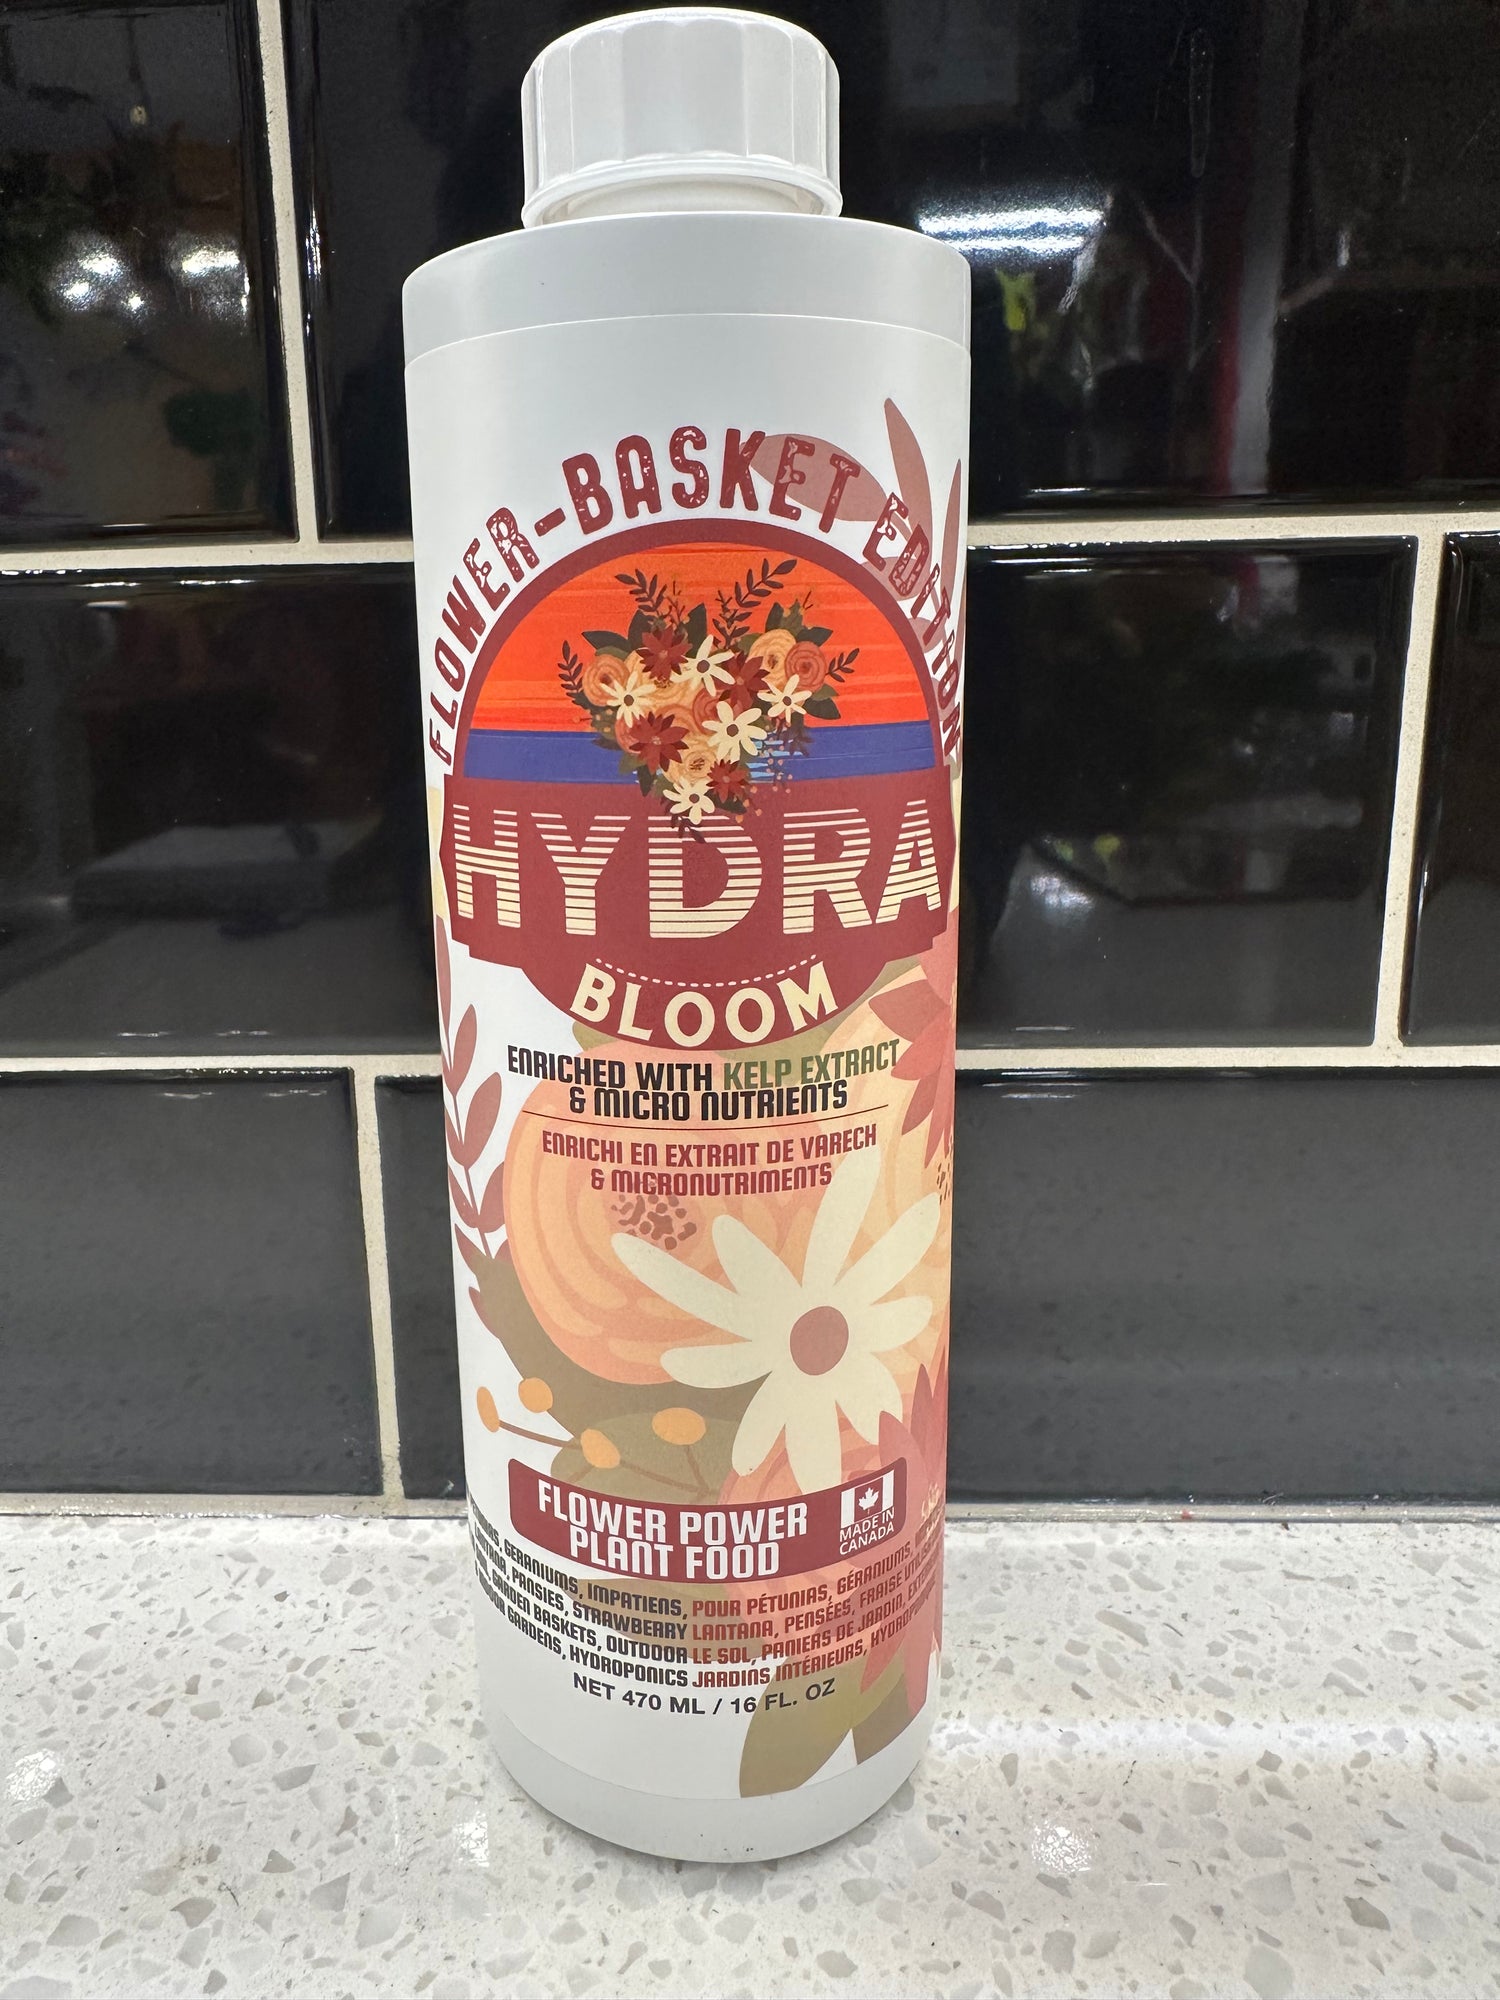 FLOWER-BASKET EDITION
HYDRA
BLOOM
ENRICHED WITH KELP EXTRACT
& MICRO NUTRIENTS
ENRICHI EN EXTRAIT DE VARECH
& MICRONUTRIMENTS
FLOWER POWER
PLANT FOOD
MADE IN
CANADA
GERANIUMS, IMPATIENS,
LANTANA, PANSIES, STRAWBERRY
GARDEN BASKETS, OUTDOOR
GARDENS, HYDROPONICS
POUR PÉTUNIAS, GÉRANIUMS,
LANTANA, PENSÉES, FRAISE
LE SOL, PANIERS DE JARDIN,
JARDINS INTÉRIEURS,
NET 470 ML / 16 FL. OZ